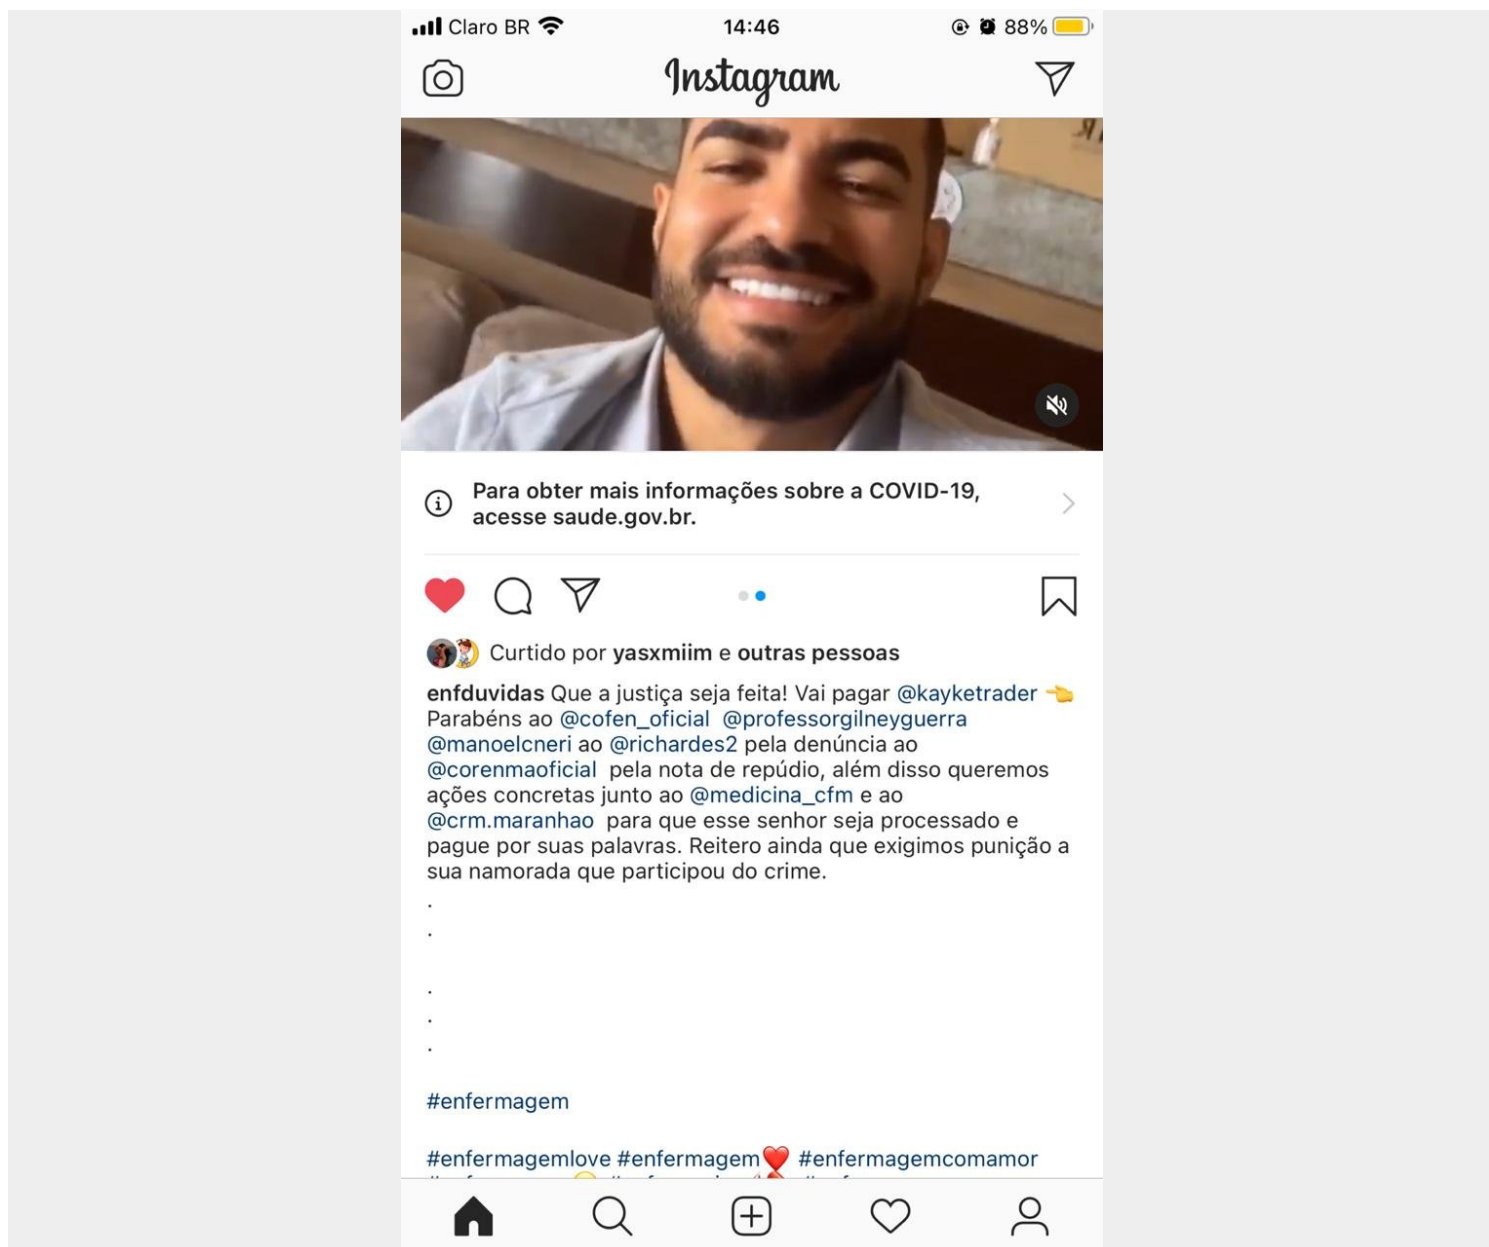 Claro BR 14:46 88%
Instagram
Para obter mais informações sobre a COVID-19,
acesse saude.gov.br.
Curtido por yasxmiim e outras pessoas
enfduvidas Que a justiça seja feita! Vai pagar @kayketrader 👈
Parabéns ao @cofen_oficial @professorgilneyguerra
@manoelcneri ao @richardes2 pela denúncia ao
@corenmaoficial pela nota de repúdio, além disso queremos
ações concretas junto ao @medicina_cfm e ao
@crm.maranhao para que esse senhor seja processado e
pague por suas palavras. Reitero ainda que exigimos punição a
sua namorada que participou do crime.
.
.
.
.
.
#enfermagem
#enfermagemlove #enfermagem❤️ #enfermagemcomamor